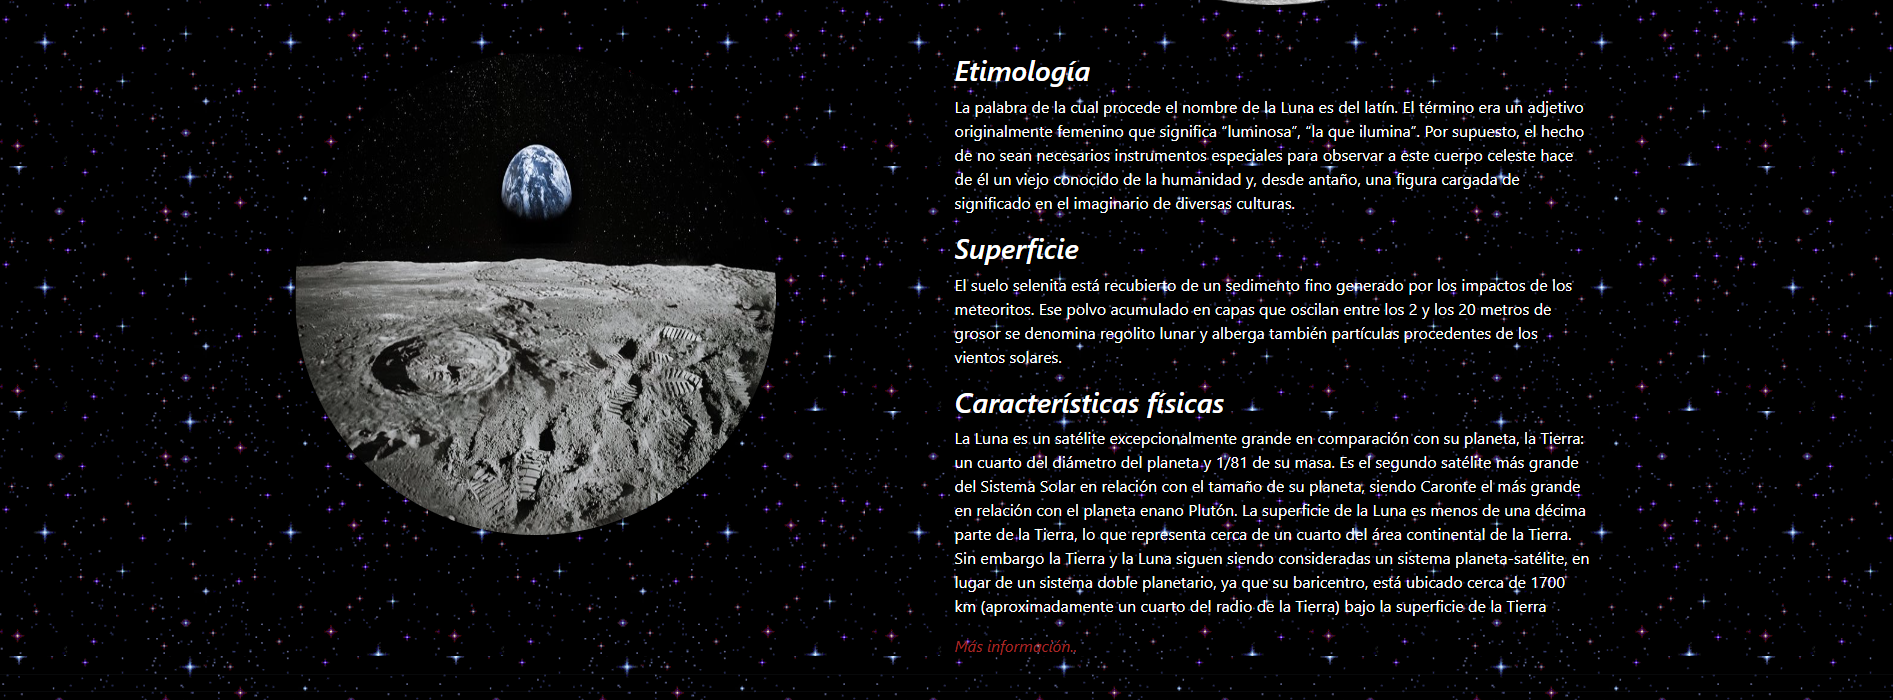 Etimología
La palabra de la cual procede el nombre de la Luna es del latín. El término era un adjetivo
originalmente femenino que significa “luminosa”, “la que ilumina”. Por supuesto, el hecho
de no sean necesarios instrumentos especiales para observar a este cuerpo celeste hace
de él un viejo conocido de la humanidad y, desde antaño, una figura cargada de
significado en el imaginario de diversas culturas.
Superficie
El suelo selenita está recubierto de un sedimento fino generado por los impactos de los
meteoritos. Ese polvo acumulado en capas que oscilan entre los 2 y los 20 metros de
grosor se denomina regolito lunar y alberga también partículas procedentes de los
vientos solares.
Características físicas
La Luna es un satélite excepcionalmente grande en comparación con su planeta, la Tierra:
un cuarto del diámetro del planeta y 1/81 de su masa. Es el segundo satélite más grande
del Sistema Solar en relación con el tamaño de su planeta, siendo Caronte el más grande
en relación con el planeta enano Plutón. La superficie de la Luna es menos de una décima
parte de la Tierra, lo que representa cerca de un cuarto del área continental de la Tierra.
Sin embargo la Tierra y la Luna siguen siendo consideradas un sistema planeta-satélite, en
lugar de un sistema doble planetario, ya que su baricentro, está ubicado cerca de 1700
km (aproximadamente un cuarto del radio de la Tierra) bajo la superficie de la Tierra
Más información.,